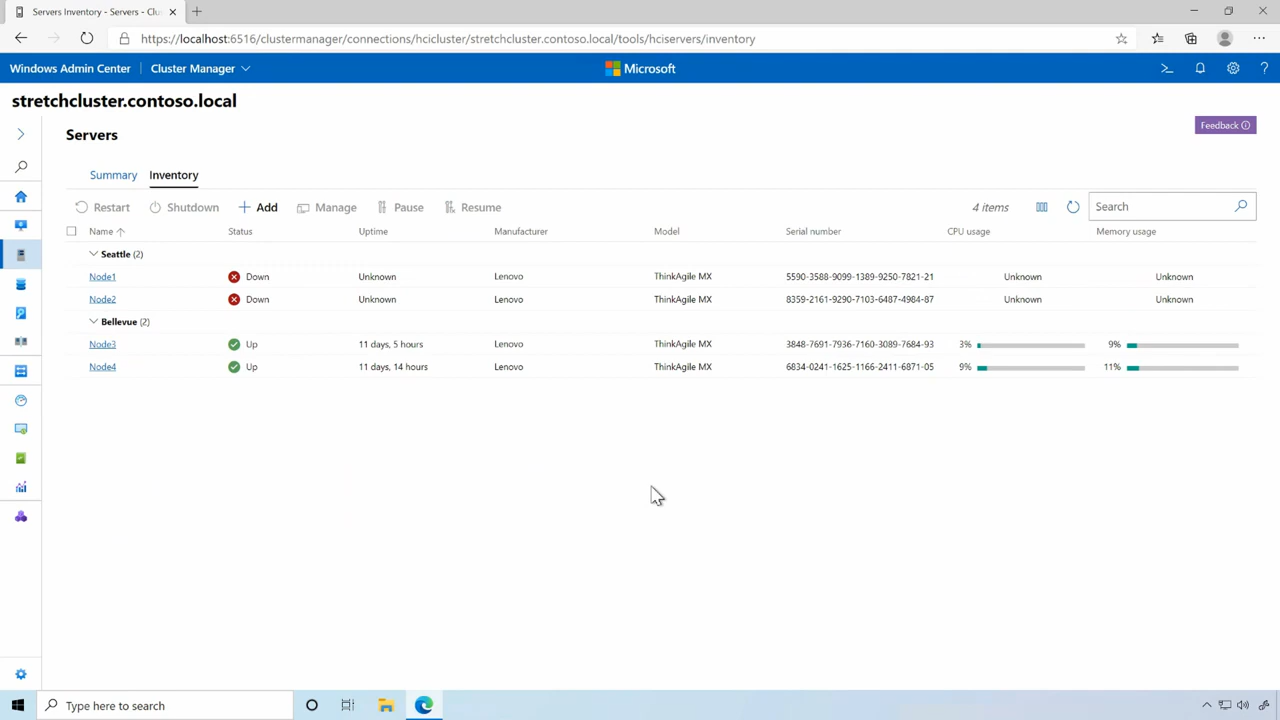 Servers Inventory - Servers - Clus
https://localhost:6516/clustermanager/connections/hcicluster/stretchcluster.contoso.local/tools/hciservers/inventory
Windows Admin Center Cluster Manager Microsoft
stretchcluster.contoso.local
Servers Feedback
Summary Inventory
Restart Shutdown Add Manage Pause Resume 4 items Search
Name Status Uptime Manufacturer Model Serial number CPU usage Memory usage
Seattle (2)
Node1 Down Unknown Lenovo ThinkAgile MX 5590-3588-9099-1389-9250-7821-21 Unknown Unknown
Node2 Down Unknown Lenovo ThinkAgile MX 8359-2161-9290-7103-6487-4984-87 Unknown Unknown
Bellevue (2)
Node3 Up 11 days, 5 hours Lenovo ThinkAgile MX 3848-7691-7936-7160-3089-7684-93 3% 9%
Node4 Up 11 days, 14 hours Lenovo ThinkAgile MX 6834-0241-1625-1166-2411-6871-05 9% 11%
Type here to search